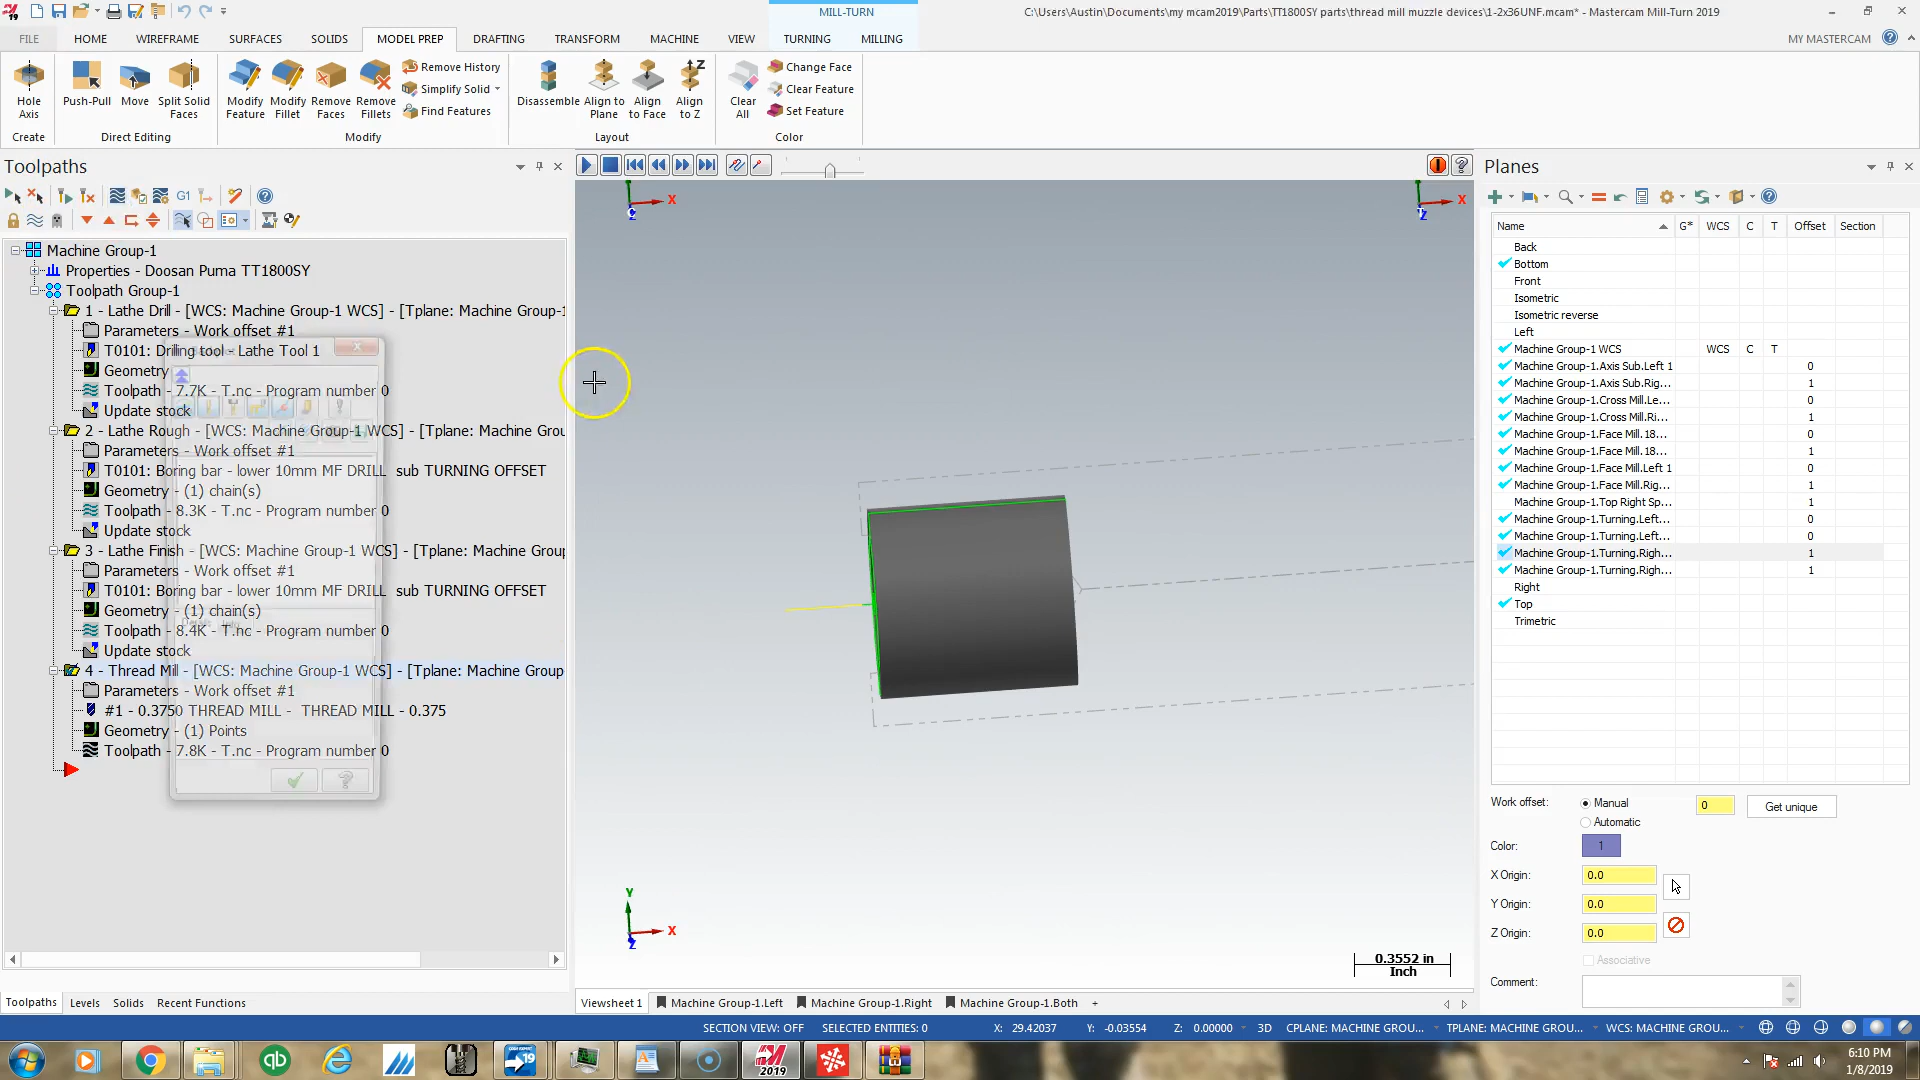 MILL-TURN
C:\Users\Austin\Documents\my mcam2019\Parts\TT1800SY parts\thread mill muzzle devices\1-2x36UNF.mcam* - Mastercam Mill-Turn 2019
FILE HOME WIREFRAME SURFACES SOLIDS MODEL PREP DRAFTING TRANSFORM MACHINE VIEW TURNING MILLING MY MASTERCAM
Hole Axis
Push-Pull
Move
Split Solid Faces
Modify Feature
Modify Fillet
Remove Faces
Remove Fillets
Remove History
Simplify Solid
Find Features
Disassemble
Align to Plane
Align to Face
Align to Z
Clear All
Change Face
Clear Feature
Set Feature
Create Direct Editing Modify Layout Color
Toolpaths
G1
Machine Group-1
Properties - Doosan Puma TT1800SY
Toolpath Group-1
1 - Lathe Drill - [WCS: Machine Group-1 WCS] - [Tplane: Machine Group-1
Parameters - Work offset #1
T0101: Drilling tool - Lathe Tool 1
Geometry
Toolpath - 7.7K - T.nc - Program number 0
Update stock
2 - Lathe Rough - [WCS: Machine Group-1 WCS] - [Tplane: Machine Grou
Parameters - Work offset #1
T0101: Boring bar - lower 10mm MF DRILL sub TURNING OFFSET
Geometry - (1) chain(s)
Toolpath - 8.3K - T.nc - Program number 0
Update stock
3 - Lathe Finish - [WCS: Machine Group-1 WCS] - [Tplane: Machine Group
Parameters - Work offset #1
T0101: Boring bar - lower 10mm MF DRILL sub TURNING OFFSET
Geometry - (1) chain(s)
Details Info
Toolpath - 8.4K - T.nc - Program number 0
Update stock
4 - Thread Mill - [WCS: Machine Group-1 WCS] - [Tplane: Machine Group
Parameters - Work offset #1
#1 - 0.3750 THREAD MILL - THREAD MILL - 0.375
Geometry - (1) Points
Toolpath - 7.8K - T.nc - Program number 0
Toolpaths Levels Solids Recent Functions
X
X
Y
X
Z
0.3552 in
Inch
Viewsheet 1 Machine Group-1.Left Machine Group-1.Right Machine Group-1.Both +
Planes
Name G* WCS C T Offset Section
Back
Bottom
Front
Isometric
Isometric reverse
Left
Machine Group-1 WCS WCS C T
Machine Group-1.Axis Sub.Left 1 0
Machine Group-1.Axis Sub.Rig... 1
Machine Group-1.Cross Mill.Le... 0
Machine Group-1.Cross Mill.Ri... 1
Machine Group-1.Face Mill.18... 0
Machine Group-1.Face Mill.18... 1
Machine Group-1.Face Mill.Left 1 0
Machine Group-1.Face Mill.Rig... 1
Machine Group-1.Top Right Sp...
Machine Group-1.Turning.Left... 0
Machine Group-1.Turning.Left... 0
Machine Group-1.Turning.Righ... 1
Machine Group-1.Turning.Righ... 1
Right
Top
Trimetric
Work offset: Manual 0 Get unique
Automatic
Color: 1
X Origin: 0.0
Y Origin: 0.0
Z Origin: 0.0
Associative
Comment:
SECTION VIEW: OFF SELECTED ENTITIES: 0 X: 29.42037 Y: -0.03554 Z: 0.00000 3D CPLANE: MACHINE GROU... TPLANE: MACHINE GROU... WCS: MACHINE GROU...
6:10 PM
1/8/2019